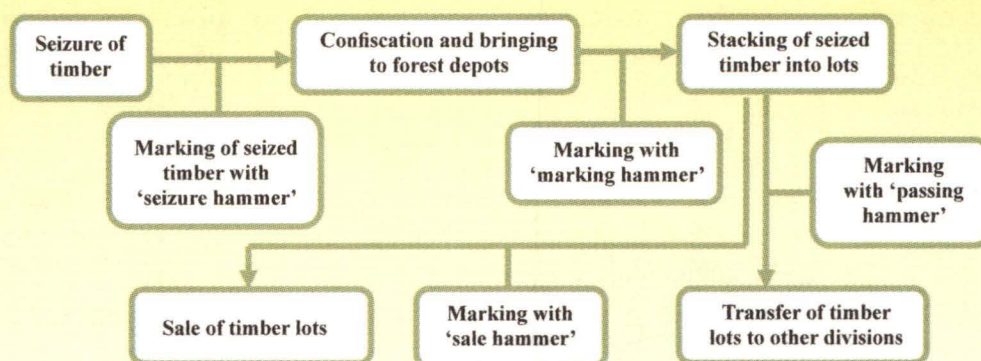 Seizure of
timber
Confiscation and bringing
to forest depots
Stacking of seized
timber into lots
Marking of seized
timber with
‘seizure hammer’
Marking with
‘marking hammer’
Marking
with ‘passing
hammer’
Sale of timber lots
Marking with
‘sale hammer’
Transfer of timber
lots to other divisions